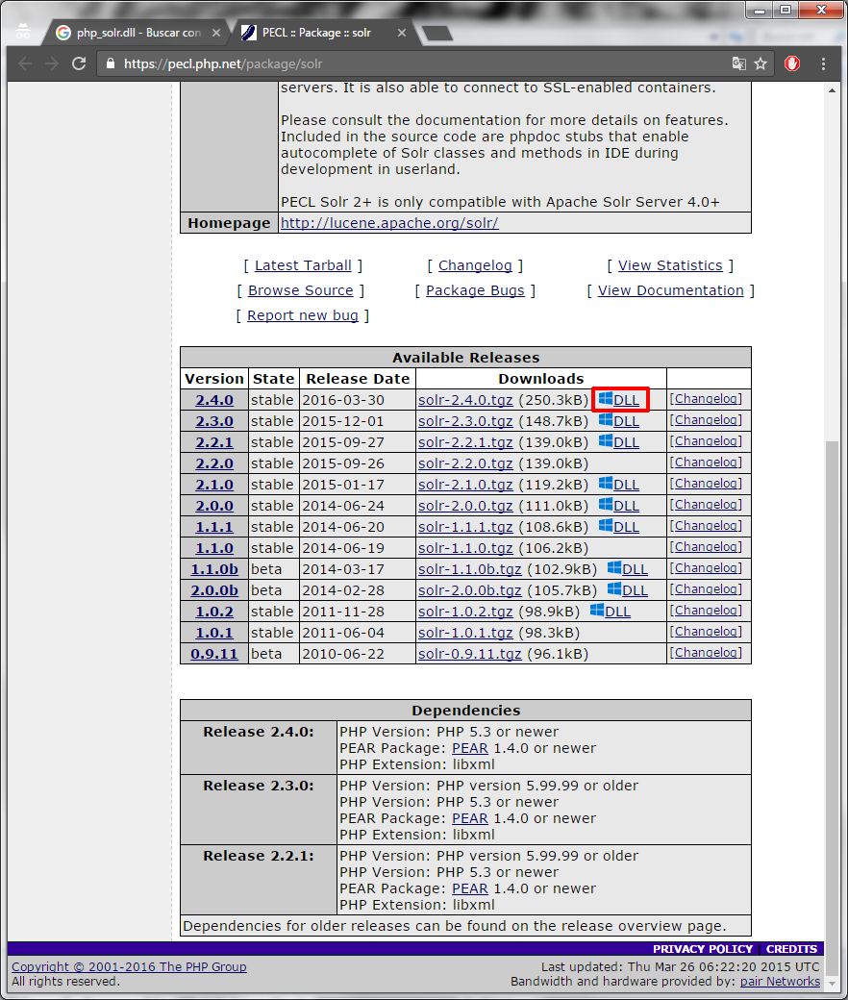 php_solr.dll - Buscar con
PECL :: Package :: solr
https://pecl.php.net/package/solr
servers. It is also able to connect to SSL-enabled containers.
Please consult the documentation for more details on features.
Included in the source code are phpdoc stubs that enable
autocomplete of Solr classes and methods in IDE during
development in userland.
PECL Solr 2+ is only compatible with Apache Solr Server 4.0+
Homepage http://lucene.apache.org/solr/
[ Latest Tarball ] [ Changelog ] [ View Statistics ]
[ Browse Source ] [ Package Bugs ] [ View Documentation ]
[ Report new bug ]
Available Releases
Version State Release Date Downloads
2.4.0 stable 2016-03-30 solr-2.4.0.tgz (250.3kB) DLL [Changelog]
2.3.0 stable 2015-12-01 solr-2.3.0.tgz (148.7kB) DLL [Changelog]
2.2.1 stable 2015-09-27 solr-2.2.1.tgz (139.0kB) DLL [Changelog]
2.2.0 stable 2015-09-26 solr-2.2.0.tgz (139.0kB) [Changelog]
2.1.0 stable 2015-01-17 solr-2.1.0.tgz (119.2kB) DLL [Changelog]
2.0.0 stable 2014-06-24 solr-2.0.0.tgz (111.0kB) DLL [Changelog]
1.1.1 stable 2014-06-20 solr-1.1.1.tgz (108.6kB) DLL [Changelog]
1.1.0 stable 2014-06-19 solr-1.1.0.tgz (106.2kB) [Changelog]
1.1.0b beta 2014-03-17 solr-1.1.0b.tgz (102.9kB) DLL [Changelog]
2.0.0b beta 2014-02-28 solr-2.0.0b.tgz (105.7kB) DLL [Changelog]
1.0.2 stable 2011-11-28 solr-1.0.2.tgz (98.9kB) DLL [Changelog]
1.0.1 stable 2011-06-04 solr-1.0.1.tgz (98.3kB) [Changelog]
0.9.11 beta 2010-06-22 solr-0.9.11.tgz (96.1kB) [Changelog]
Dependencies
Release 2.4.0: PHP Version: PHP 5.3 or newer
PEAR Package: PEAR 1.4.0 or newer
PHP Extension: libxml
Release 2.3.0: PHP Version: PHP version 5.99.99 or older
PHP Version: PHP 5.3 or newer
PEAR Package: PEAR 1.4.0 or newer
PHP Extension: libxml
Release 2.2.1: PHP Version: PHP version 5.99.99 or older
PHP Version: PHP 5.3 or newer
PEAR Package: PEAR 1.4.0 or newer
PHP Extension: libxml
Dependencies for older releases can be found on the release overview page.
PRIVACY POLICY | CREDITS
Copyright © 2001-2016 The PHP Group
All rights reserved.
Last updated: Thu Mar 26 06:22:20 2015 UTC
Bandwidth and hardware provided by: pair Networks